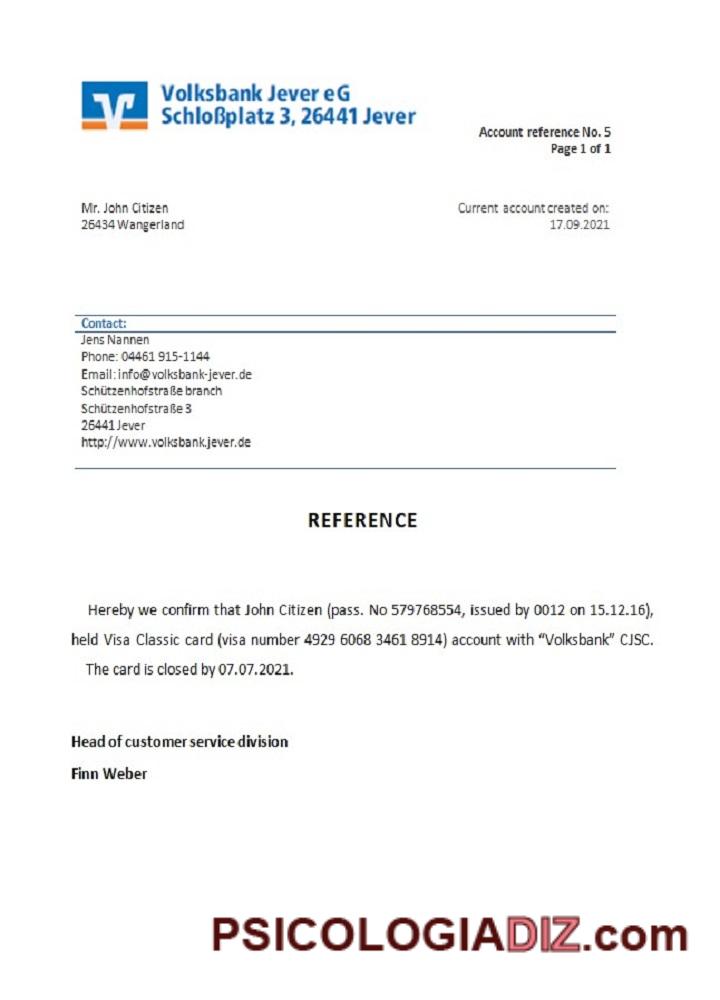 Volksbank Jever eG
Schloßplatz 3, 26441 Jever
Account reference No. 5
Page 1 of 1
Mr. John Citizen
26434 Wangerland
Current account created on:
17.09.2021
Contact:
Jens Nannen
Phone: 04461 915-1144
Email: info@volksbank-jever.de
Schützenhofstraße branch
Schützenhofstraße 3
26441 Jever
http://www.volksbank.jever.de
REFERENCE
Hereby we confirm that John Citizen (pass. No 579768554, issued by 0012 on 15.12.16),
held Visa Classic card (visa number 4929 6068 3461 8914) account with “Volksbank” CJSC.
The card is closed by 07.07.2021.
Head of customer service division
Finn Weber
PSICOLOGIADIZ.com